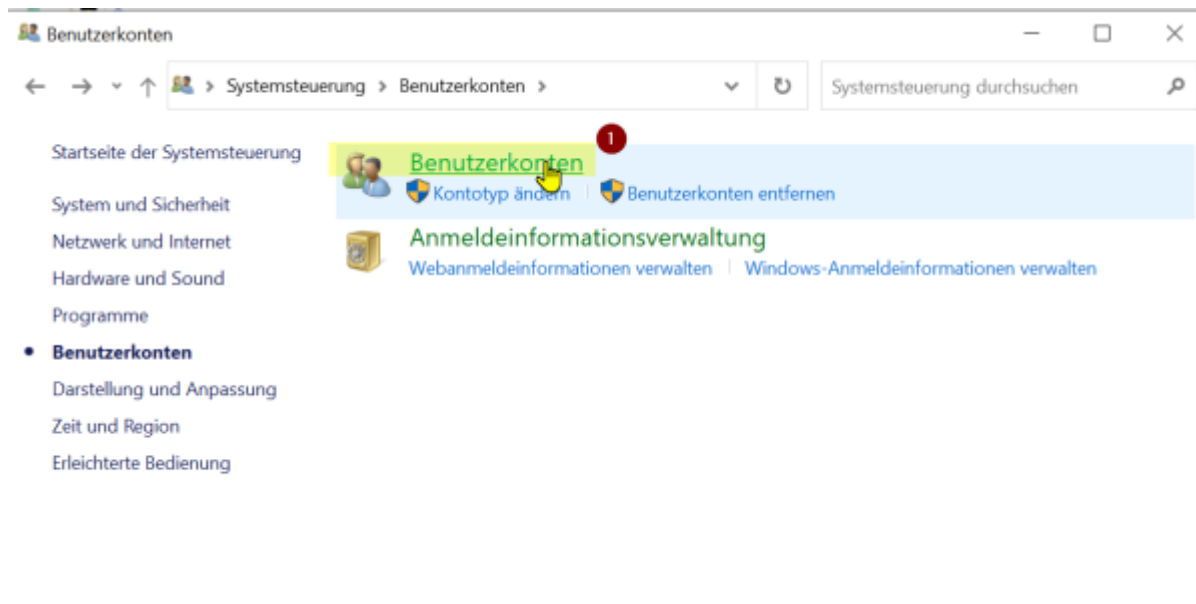 Benutzerkonten
Systemsteuerung > Benutzerkonten >
Systemsteuerung durchsuchen
Startseite der Systemsteuerung
System und Sicherheit
Netzwerk und Internet
Hardware und Sound
Programme
Benutzerkonten
Darstellung und Anpassung
Zeit und Region
Erleichterte Bedienung
1
Benutzerkonten
Kontotyp ändern
Benutzerkonten entfernen
Anmeldeinformationsverwaltung
Webanmeldeinformationen verwalten
Windows-Anmeldeinformationen verwalten